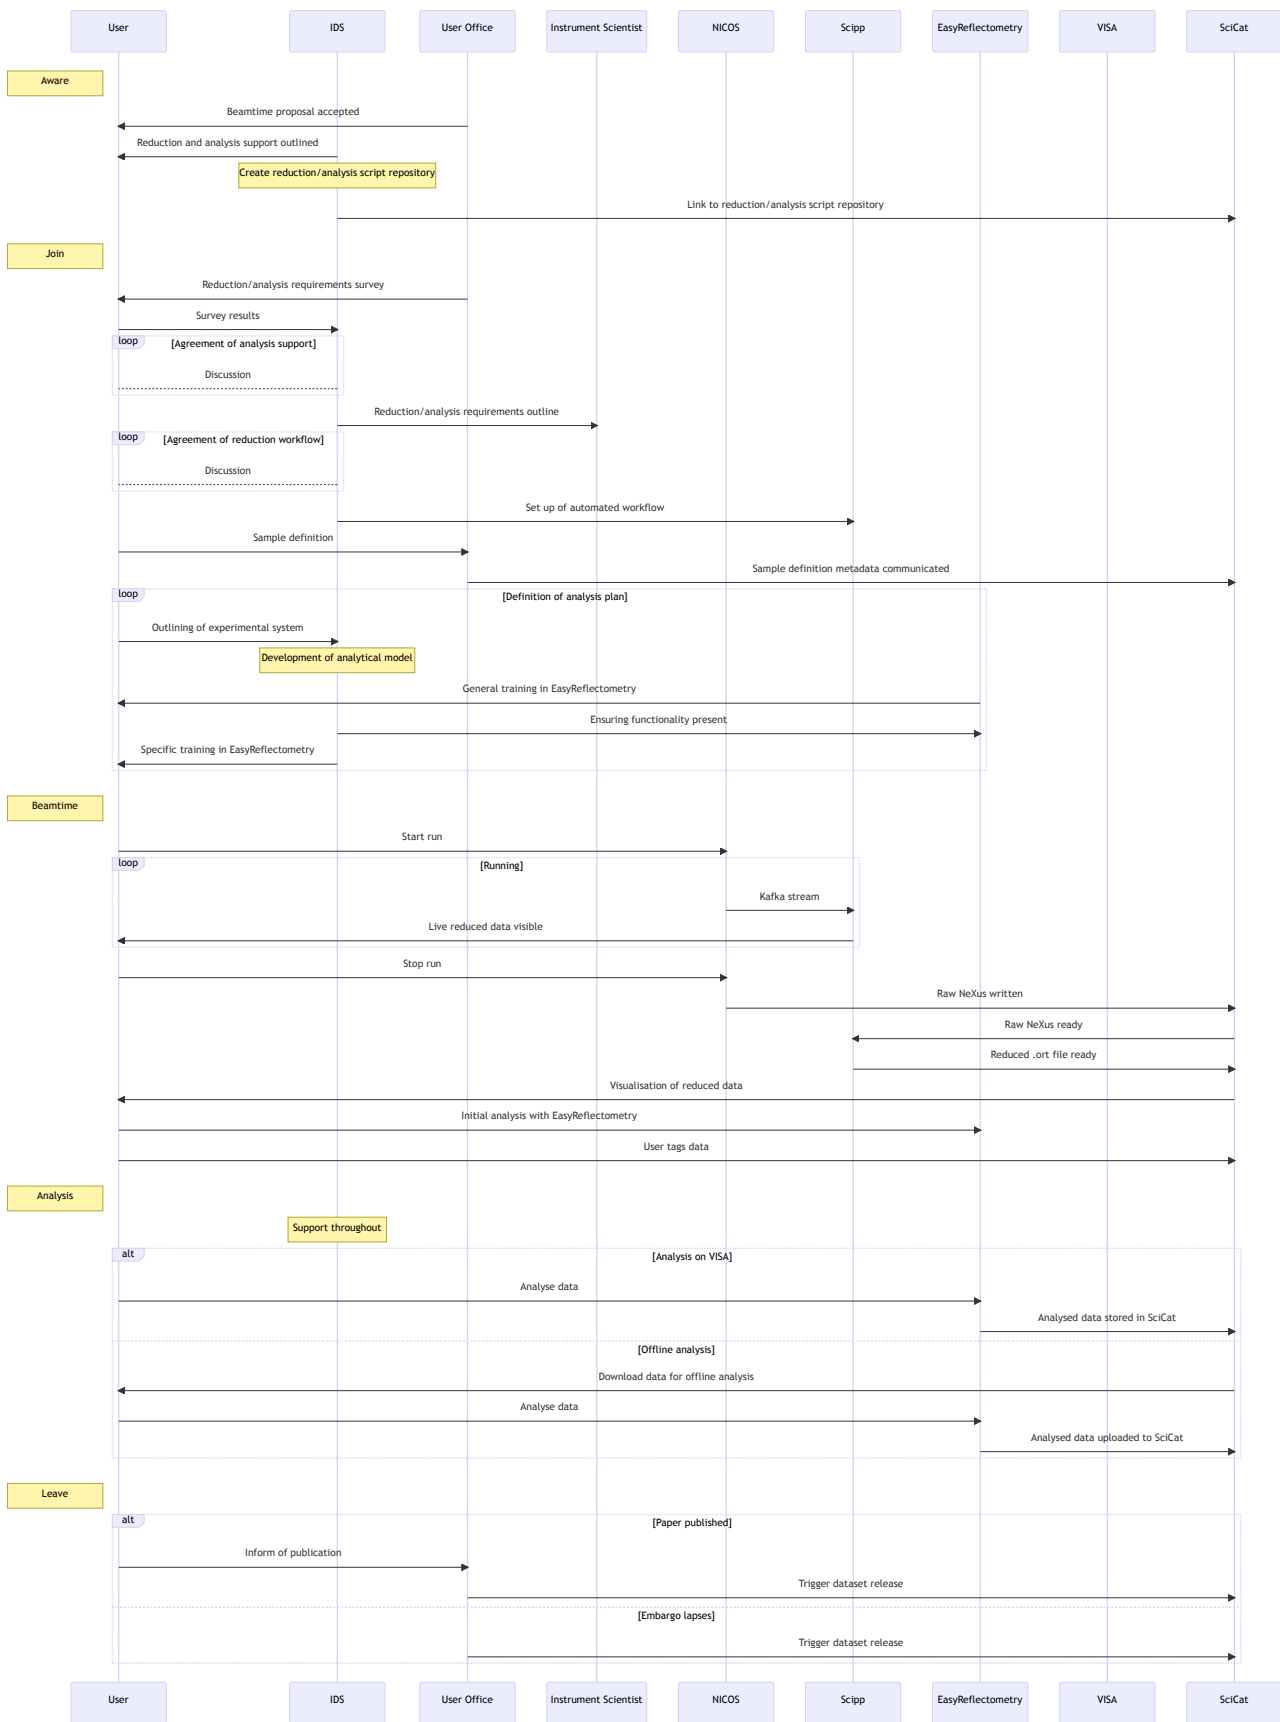 User
IDS
User Office
Instrument Scientist
NICOS
Scipp
EasyReflectometry
VISA
SciCat
Aware
Beamtime proposal accepted
Reduction and analysis support outlined
Create reduction/analysis script repository
Link to reduction/analysis script repository
Join
Reduction/analysis requirements survey
Survey results
loop
[Agreement of analysis support]
Discussion
Reduction/analysis requirements outline
loop
[Agreement of reduction workflow]
Discussion
Set up of automated workflow
Sample definition
Sample definition metadata communicated
loop
[Definition of analysis plan]
Outlining of experimental system
Development of analytical model
General training in EasyReflectometry
Ensuring functionality present
Specific training in EasyReflectometry
Beamtime
Start run
loop
[Running]
Kafka stream
Live reduced data visible
Stop run
Raw NeXus written
Raw NeXus ready
Reduced .ort file ready
Visualisation of reduced data
Initial analysis with EasyReflectometry
User tags data
Analysis
Support throughout
alt
[Analysis on VISA]
Analyse data
Analysed data stored in SciCat
[Offline analysis]
Download data for offline analysis
Analyse data
Analysed data uploaded to SciCat
Leave
alt
[Paper published]
Inform of publication
Trigger dataset release
[Embargo lapses]
Trigger dataset release
User
IDS
User Office
Instrument Scientist
NICOS
Scipp
EasyReflectometry
VISA
SciCat